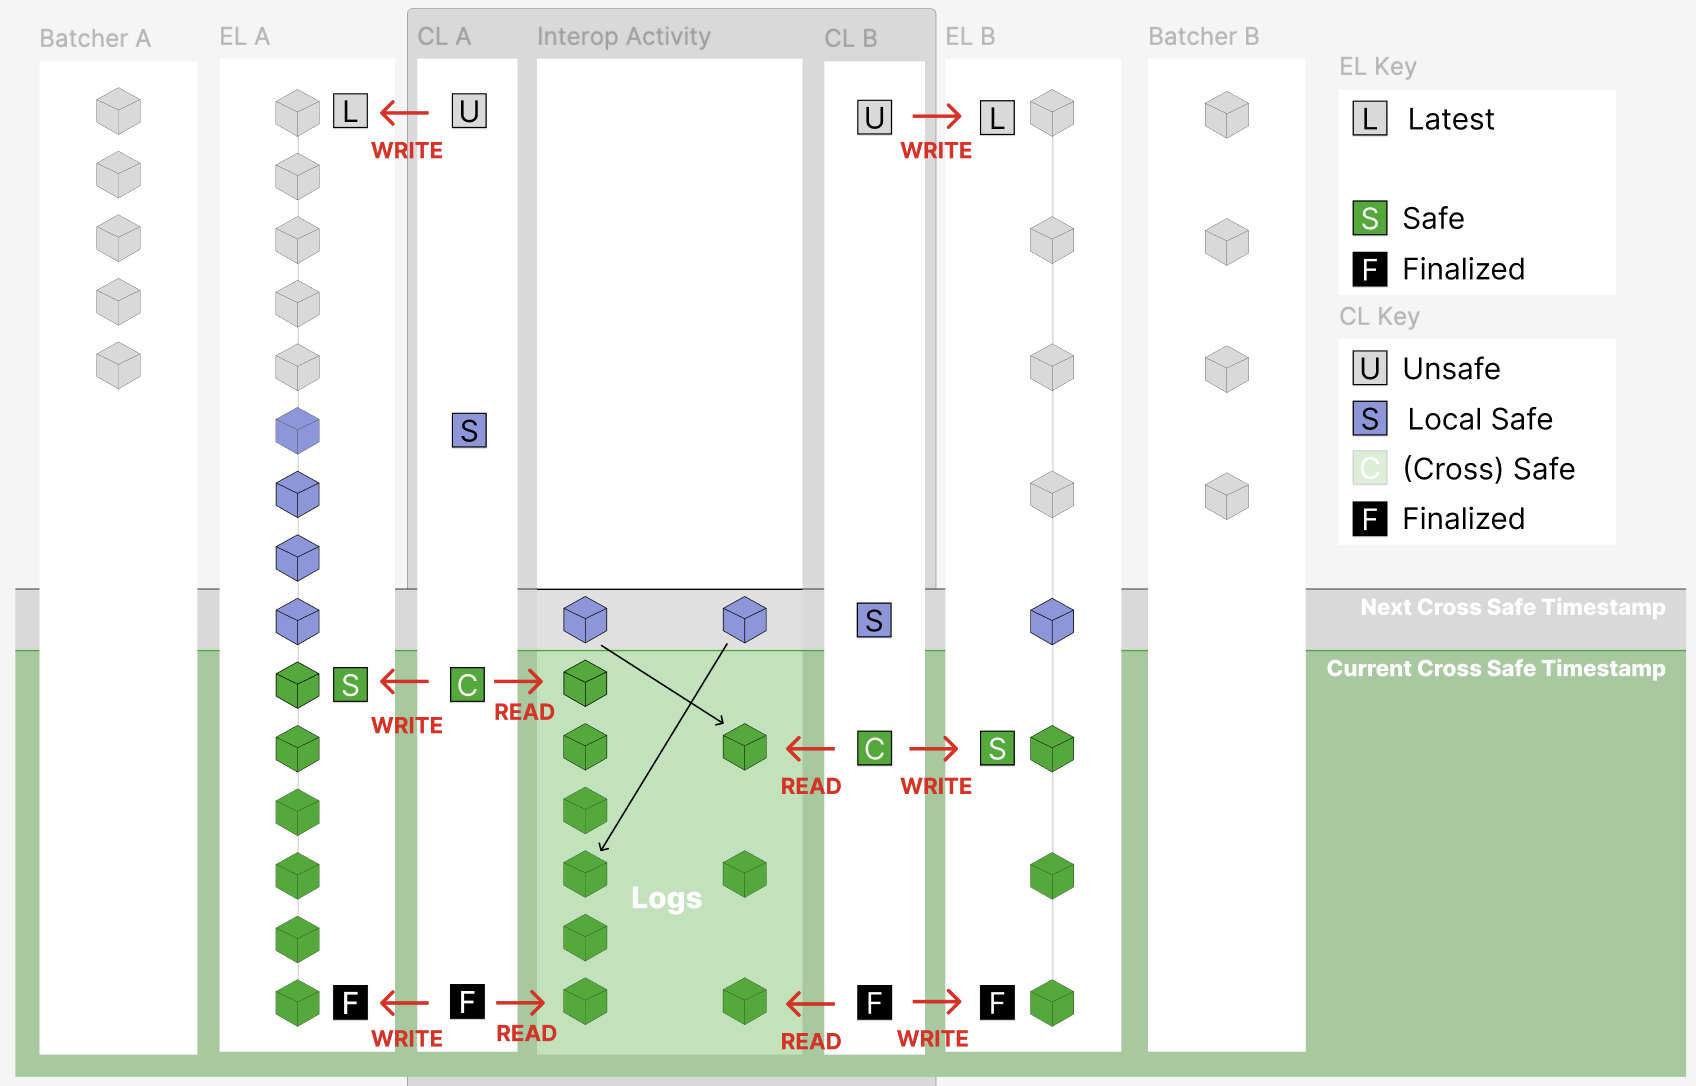 Batcher A
EL A
CL A
Interop Activity
CL B
EL B
Batcher B
EL Key
L
Latest
S
Safe
F
Finalized
CL Key
U
Unsafe
S
Local Safe
C
(Cross) Safe
F
Finalized
L
U
WRITE
U
L
WRITE
S
Next Cross Safe Timestamp
S
Current Cross Safe Timestamp
S
C
WRITE
READ
C
S
READ
WRITE
Logs
F
F
WRITE
READ
F
F
READ
WRITE